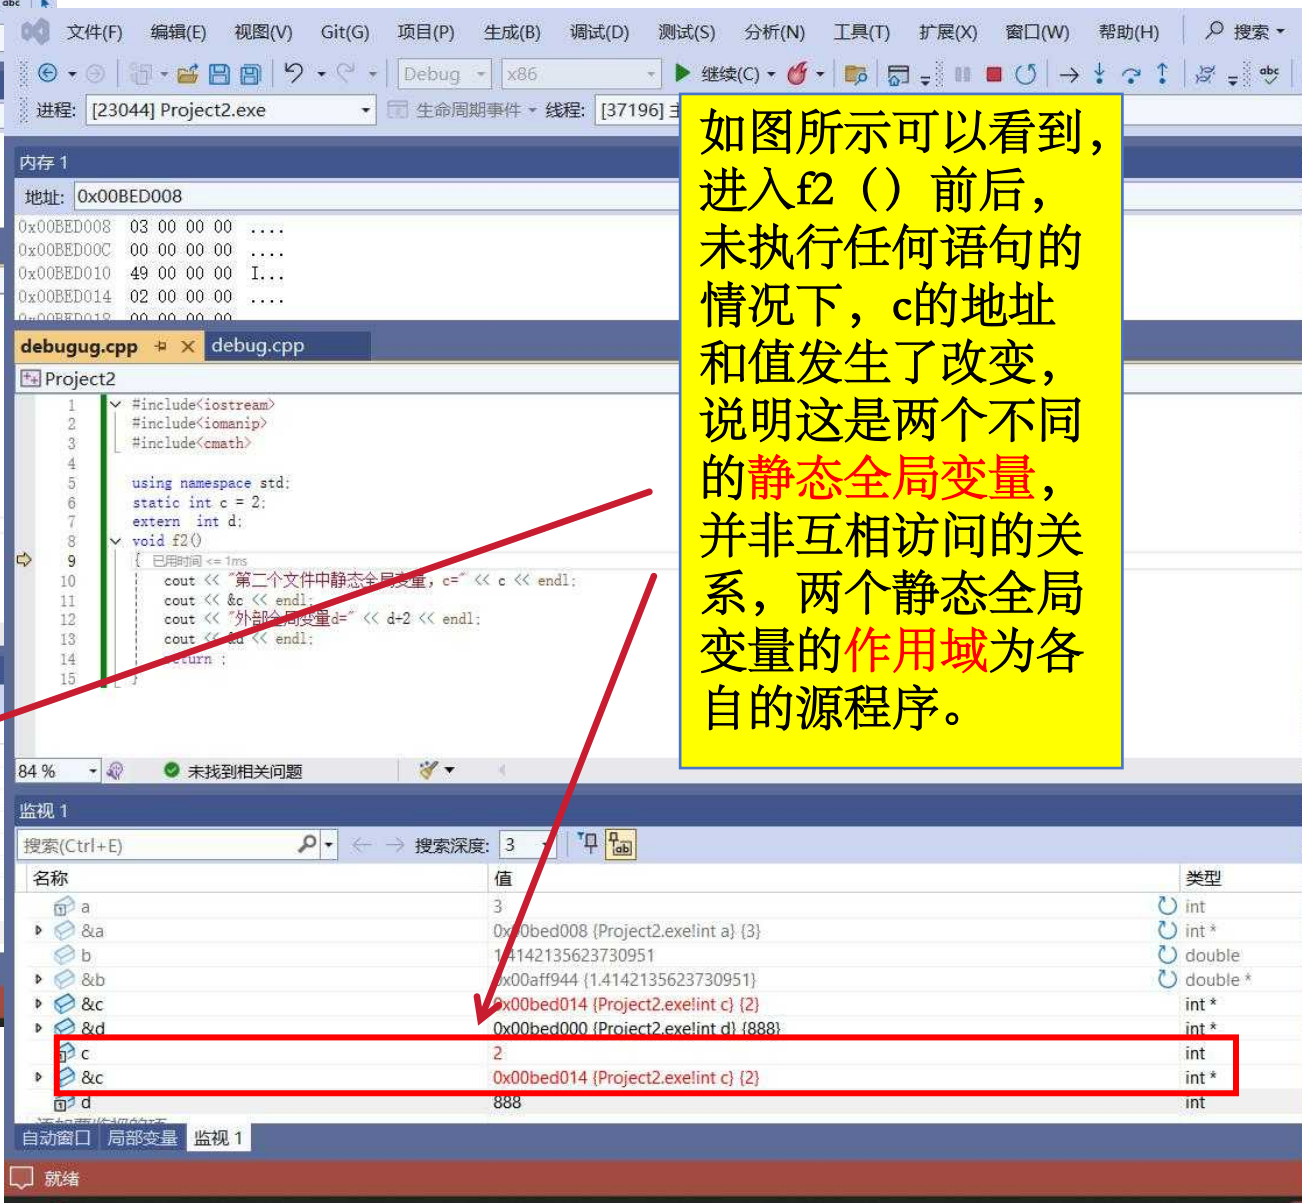 abc
文件(F) 编辑(E) 视图(V) Git(G) 项目(P) 生成(B) 调试(D) 测试(S) 分析(N) 工具(T) 扩展(X) 窗口(W) 帮助(H) 搜索
Debug x86 继续(C) abc
进程: [23044] Project2.exe 生命周期事件 线程: [37196]
如图所示可以看到，
进入f2（）前后，
未执行任何语句的
情况下，c的地址
和值发生了改变，
说明这是两个不同
的静态全局变量，
并非互相访问的关
系，两个静态全局
变量的作用域为各
自的源程序。
内存 1
地址: 0x00BED008
0x00BED008 03 00 00 00 ....
0x00BED00C 00 00 00 00 ....
0x00BED010 49 00 00 00 I...
0x00BED014 02 00 00 00 ....
0x00BED018 00 00 00 00
debugug.cpp debug.cpp
Project2
1 #include<iostream>
2 #include<iomanip>
3 #include<cmath>
4
5 using namespace std;
6 static int c = 2;
7 extern int d;
8 void f2()
9 { 已用时间 <= 1ms
10 cout << "第二个文件中静态全局变量，c=" << c << endl;
11 cout << &c << endl;
12 cout << "外部全局变量d=" << d+2 << endl;
13 cout << &d << endl;
14 return ;
15 }
84 % 未找到相关问题
监视 1
搜索(Ctrl+E) 搜索深度: 3
名称 值 类型
a 3 int
&a 0x00bed008 {Project2.exe!int a} {3} int *
b 1.4142135623730951 double
&b 0x00aff944 {1.4142135623730951} double *
&c 0x00bed014 {Project2.exe!int c} {2} int *
&d 0x00bed000 {Project2.exe!int d} {888} int *
c 2 int
&c 0x00bed014 {Project2.exe!int c} {2} int *
d 888 int
添加要监视的项
自动窗口 局部变量 监视 1
就绪